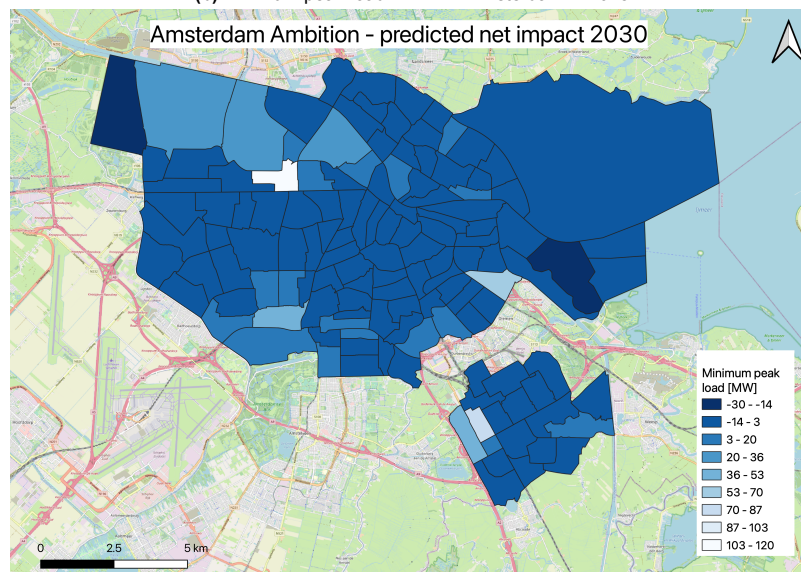 Amsterdam Ambition - predicted net impact 2030
Minimum peak
load [MW]
-30 - -14
-14 - 3
3 - 20
20 - 36
36 - 53
53 - 70
70 - 87
87 - 103
103 - 120
0 2.5 5 km